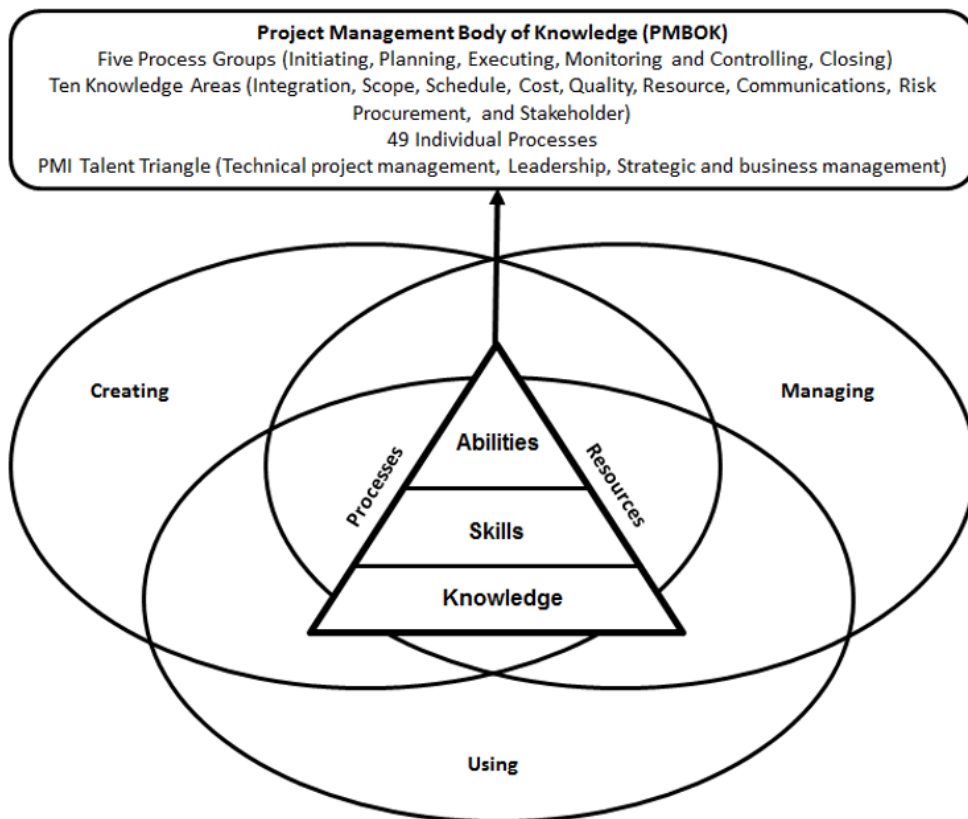 Project Management Body of Knowledge (PMBOK)
Five Process Groups (Initiating, Planning, Executing, Monitoring and Controlling, Closing)
Ten Knowledge Areas (Integration, Scope, Schedule, Cost, Quality, Resource, Communications, Risk
Procurement, and Stakeholder)
49 Individual Processes
PMI Talent Triangle (Technical project management, Leadership, Strategic and business management)
Creating
Managing
Processes
Abilities
Resources
Skills
Knowledge
Using